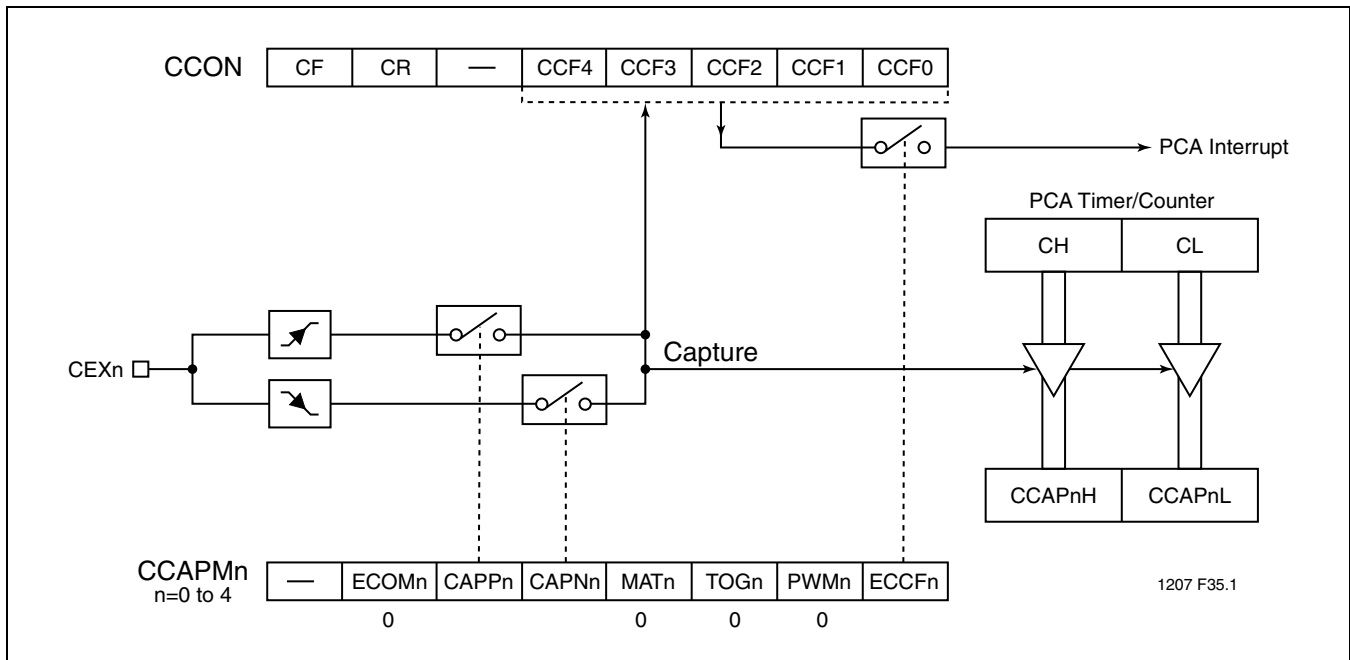 CCON CF CR — CCF4 CCF3 CCF2 CCF1 CCF0
PCA Interrupt
PCA Timer/Counter
CH CL
CEXn
Capture
CCAPnH CCAPnL
CCAPMn
n=0 to 4
— ECOMn CAPPn CAPNn MATn TOGn PWMn ECCFn
0 0 0 0
1207 F35.1